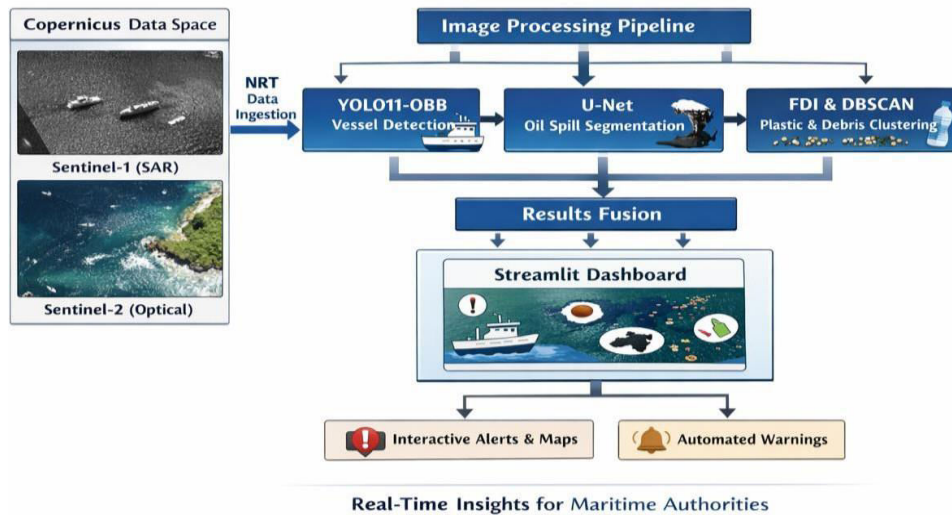 Copernicus Data Space
Sentinel-1 (SAR)
Sentinel-2 (Optical)
NRT
Data
Ingestion
Image Processing Pipeline
YOLO11-OBB
Vessel Detection
U-Net
Oil Spill Segmentation
FDI & DBSCAN
Plastic & Debris Clustering
Results Fusion
Streamlit Dashboard
Interactive Alerts & Maps
Automated Warnings
Real-Time Insights for Maritime Authorities